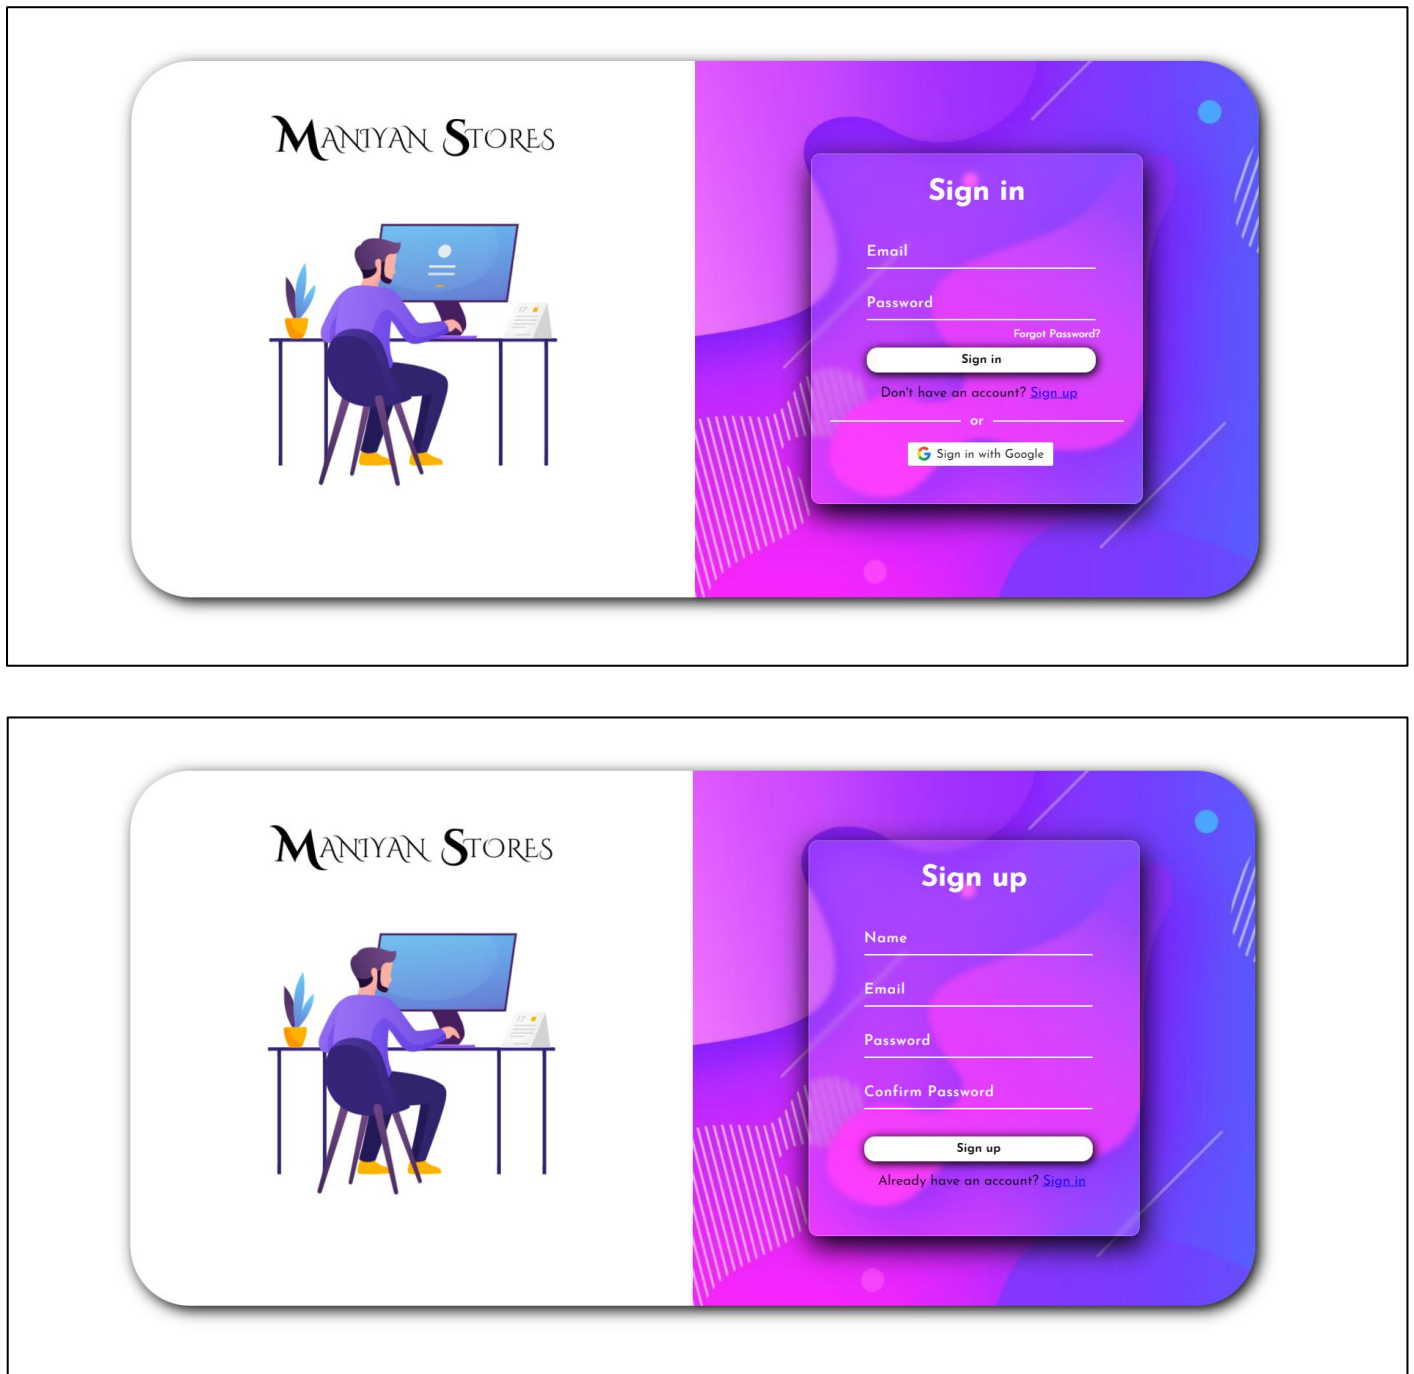 MANIYAN STORES
Sign in
Email
Password
Forgot Password?
Sign in
Don't have an account? Sign up
or
Sign in with Google
17
MANIYAN STORES
Sign up
Name
Email
Password
Confirm Password
Sign up
Already have an account? Sign in
17